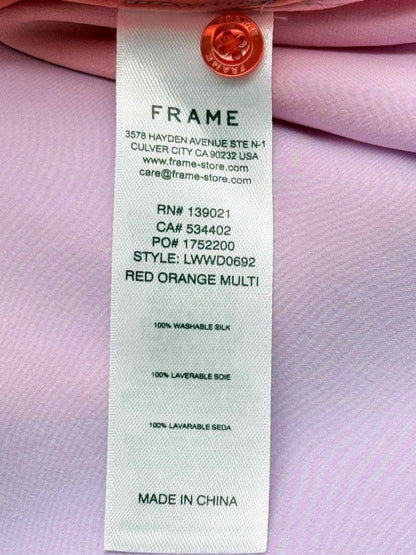 FRAME
FRAME
FRAME
3578 HAYDEN AVENUE STE N-1
CULVER CITY CA 90232 USA
www.frame-store.com
care@frame-store.com
RN# 139021
CA# 534402
PO# 1752200
STYLE: LWWD0692
RED ORANGE MULTI
100% WASHABLE SILK
100% LAVERABLE SOIE
100% LAVARABLE SEDA
MADE IN CHINA